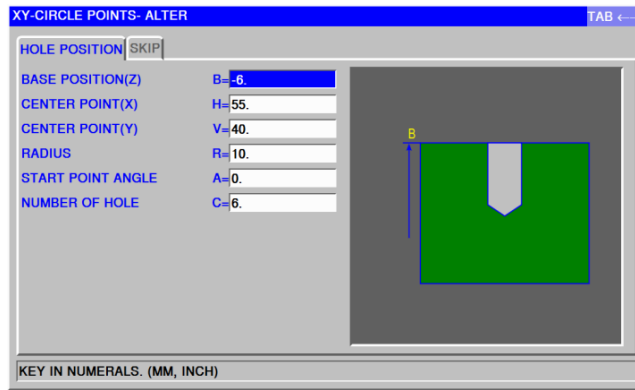 XY-CIRCLE POINTS- ALTER TAB ←
HOLE POSITION SKIP
BASE POSITION(Z) B= -6.
CENTER POINT(X) H= 55.
CENTER POINT(Y) V= 40.
RADIUS R= 10.
START POINT ANGLE A= 0.
NUMBER OF HOLE C= 6.
B
KEY IN NUMERALS. (MM, INCH)